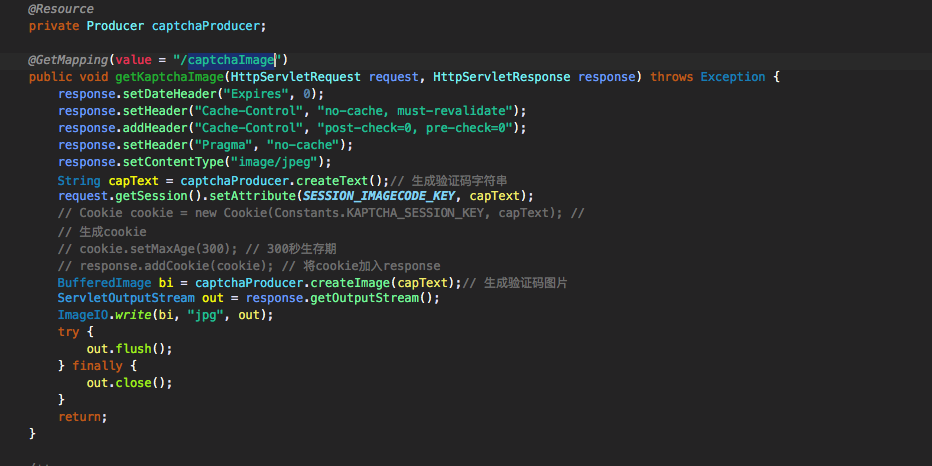 @Resource
private Producer captchaProducer;
@GetMapping(value = "/captchaImage")
public void getKaptchaImage(HttpServletRequest request, HttpServletResponse response) throws Exception {
response.setDateHeader("Expires", 0);
response.setHeader("Cache-Control", "no-cache, must-revalidate");
response.addHeader("Cache-Control", "post-check=0, pre-check=0");
response.setHeader("Pragma", "no-cache");
response.setContentType("image/jpeg");
String capText = captchaProducer.createText();// 生成验证码字符串
request.getSession().setAttribute(SESSION_IMAGECODE_KEY, capText);
// Cookie cookie = new Cookie(Constants.KAPTCHA_SESSION_KEY, capText); //
// 生成cookie
// cookie.setMaxAge(300); // 300秒生存期
// response.addCookie(cookie); // 将cookie加入response
BufferedImage bi = captchaProducer.createImage(capText);// 生成验证码图片
ServletOutputStream out = response.getOutputStream();
ImageIO.write(bi, "jpg", out);
try {
out.flush();
} finally {
out.close();
}
return;
}